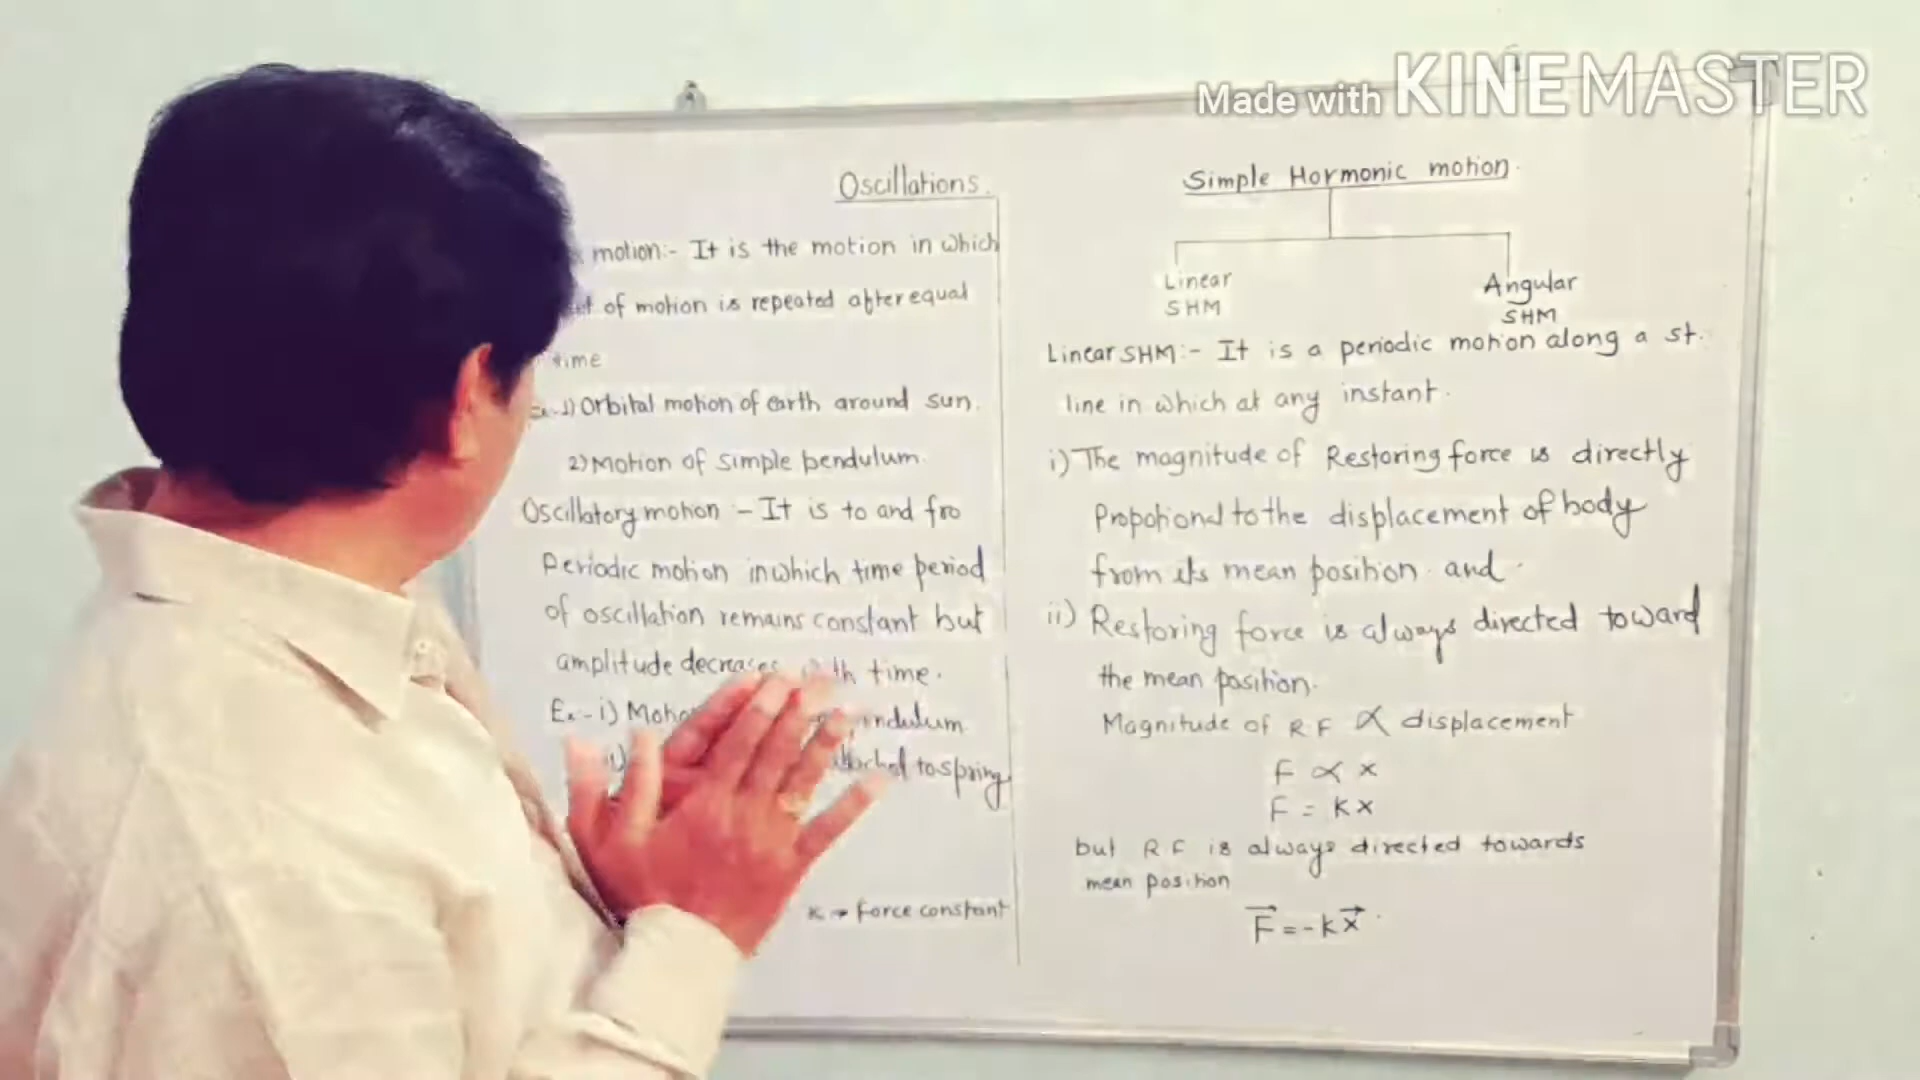 Made with KINEMASTER
Oscillations.
motion:- It is the motion in which
of motion is repeated after equal
time
Ex-1) Orbital motion of earth around sun.
2) Motion of simple pendulum.
Oscillatory motion - It is to and fro
Periodic motion in which time period
of oscillation remains constant but
amplitude decreases with time.
Ex-i) Motion pendulum
to spring
K → Force constant
Simple Hormonic motion.
Linear SHM
Angular SHM
Linear SHM:- It is a periodic motion along a st.
line in which at any instant.
i) The magnitude of Restoring force is directly
Propotional to the displacement of body
from its mean position. and.
ii) Restoring force is always directed toward
the mean position.
Magnitude of RF ∝ displacement
F ∝ x
F = kx
but RF is always directed towards
mean position
F⃗ = -kx⃗.